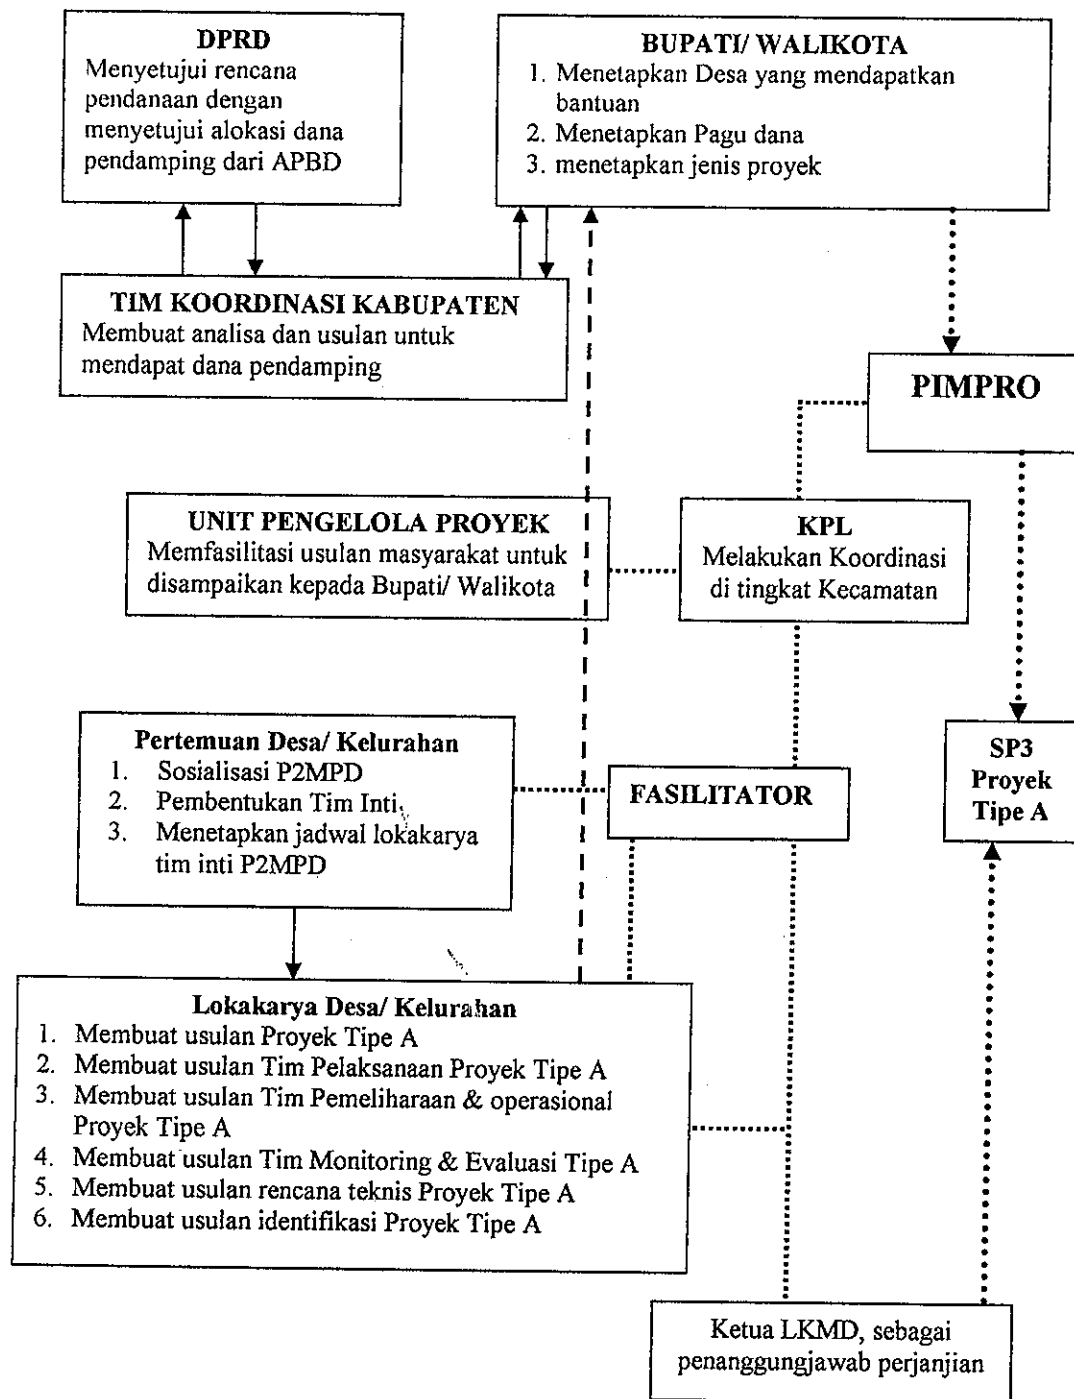 DPRD
Menyetujui rencana
pendanaan dengan
menyetujui alokasi dana
pendamping dari APBD
BUPATI/ WALIKOTA
1. Menetapkan Desa yang mendapatkan
bantuan
2. Menetapkan Pagu dana
3. menetapkan jenis proyek
TIM KOORDINASI KABUPATEN
Membuat analisa dan usulan untuk
mendapat dana pendamping
PIMPRO
UNIT PENGELOLA PROYEK
Memfasilitasi usulan masyarakat untuk
disampaikan kepada Bupati/ Walikota
KPL
Melakukan Koordinasi
di tingkat Kecamatan
Pertemuan Desa/ Kelurahan
1. Sosialisasi P2MPD
2. Pembentukan Tim Inti
3. Menetapkan jadwal lokakarya
tim inti P2MPD
FASILITATOR
SP3
Proyek
Tipe A
Lokakarya Desa/ Kelurahan
1. Membuat usulan Proyek Tipe A
2. Membuat usulan Tim Pelaksanaan Proyek Tipe A
3. Membuat usulan Tim Pemeliharaan & operasional
Proyek Tipe A
4. Membuat usulan Tim Monitoring & Evaluasi Tipe A
5. Membuat usulan rencana teknis Proyek Tipe A
6. Membuat usulan identifikasi Proyek Tipe A
Ketua LKMD, sebagai
penanggungjawab perjanjian